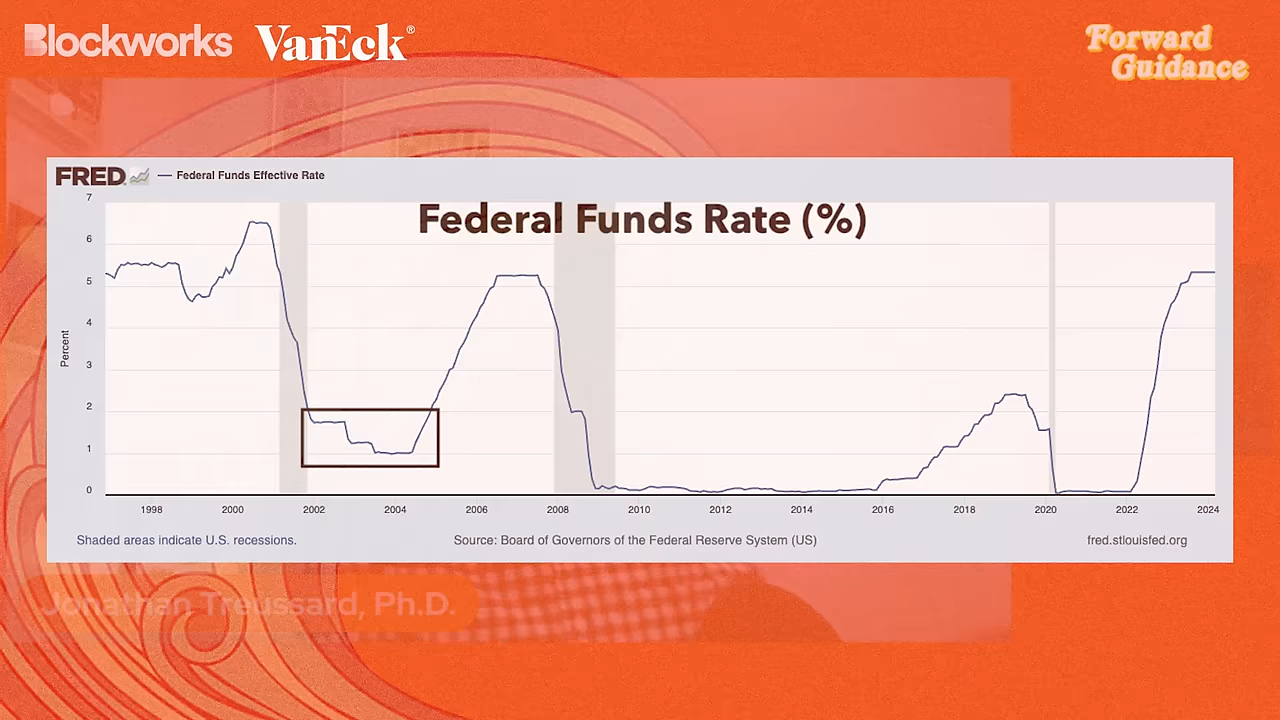 Blockworks VanEck®
Forward
Guidance
FRED — Federal Funds Effective Rate
Federal Funds Rate (%)
7
6
5
4
3
2
1
0
Percent
1998 2000 2002 2004 2006 2008 2010 2012 2014 2016 2018 2020 2022 2024
Shaded areas indicate U.S. recessions. Source: Board of Governors of the Federal Reserve System (US) fred.stlouisfed.org
Jonathan Treussard, Ph.D.